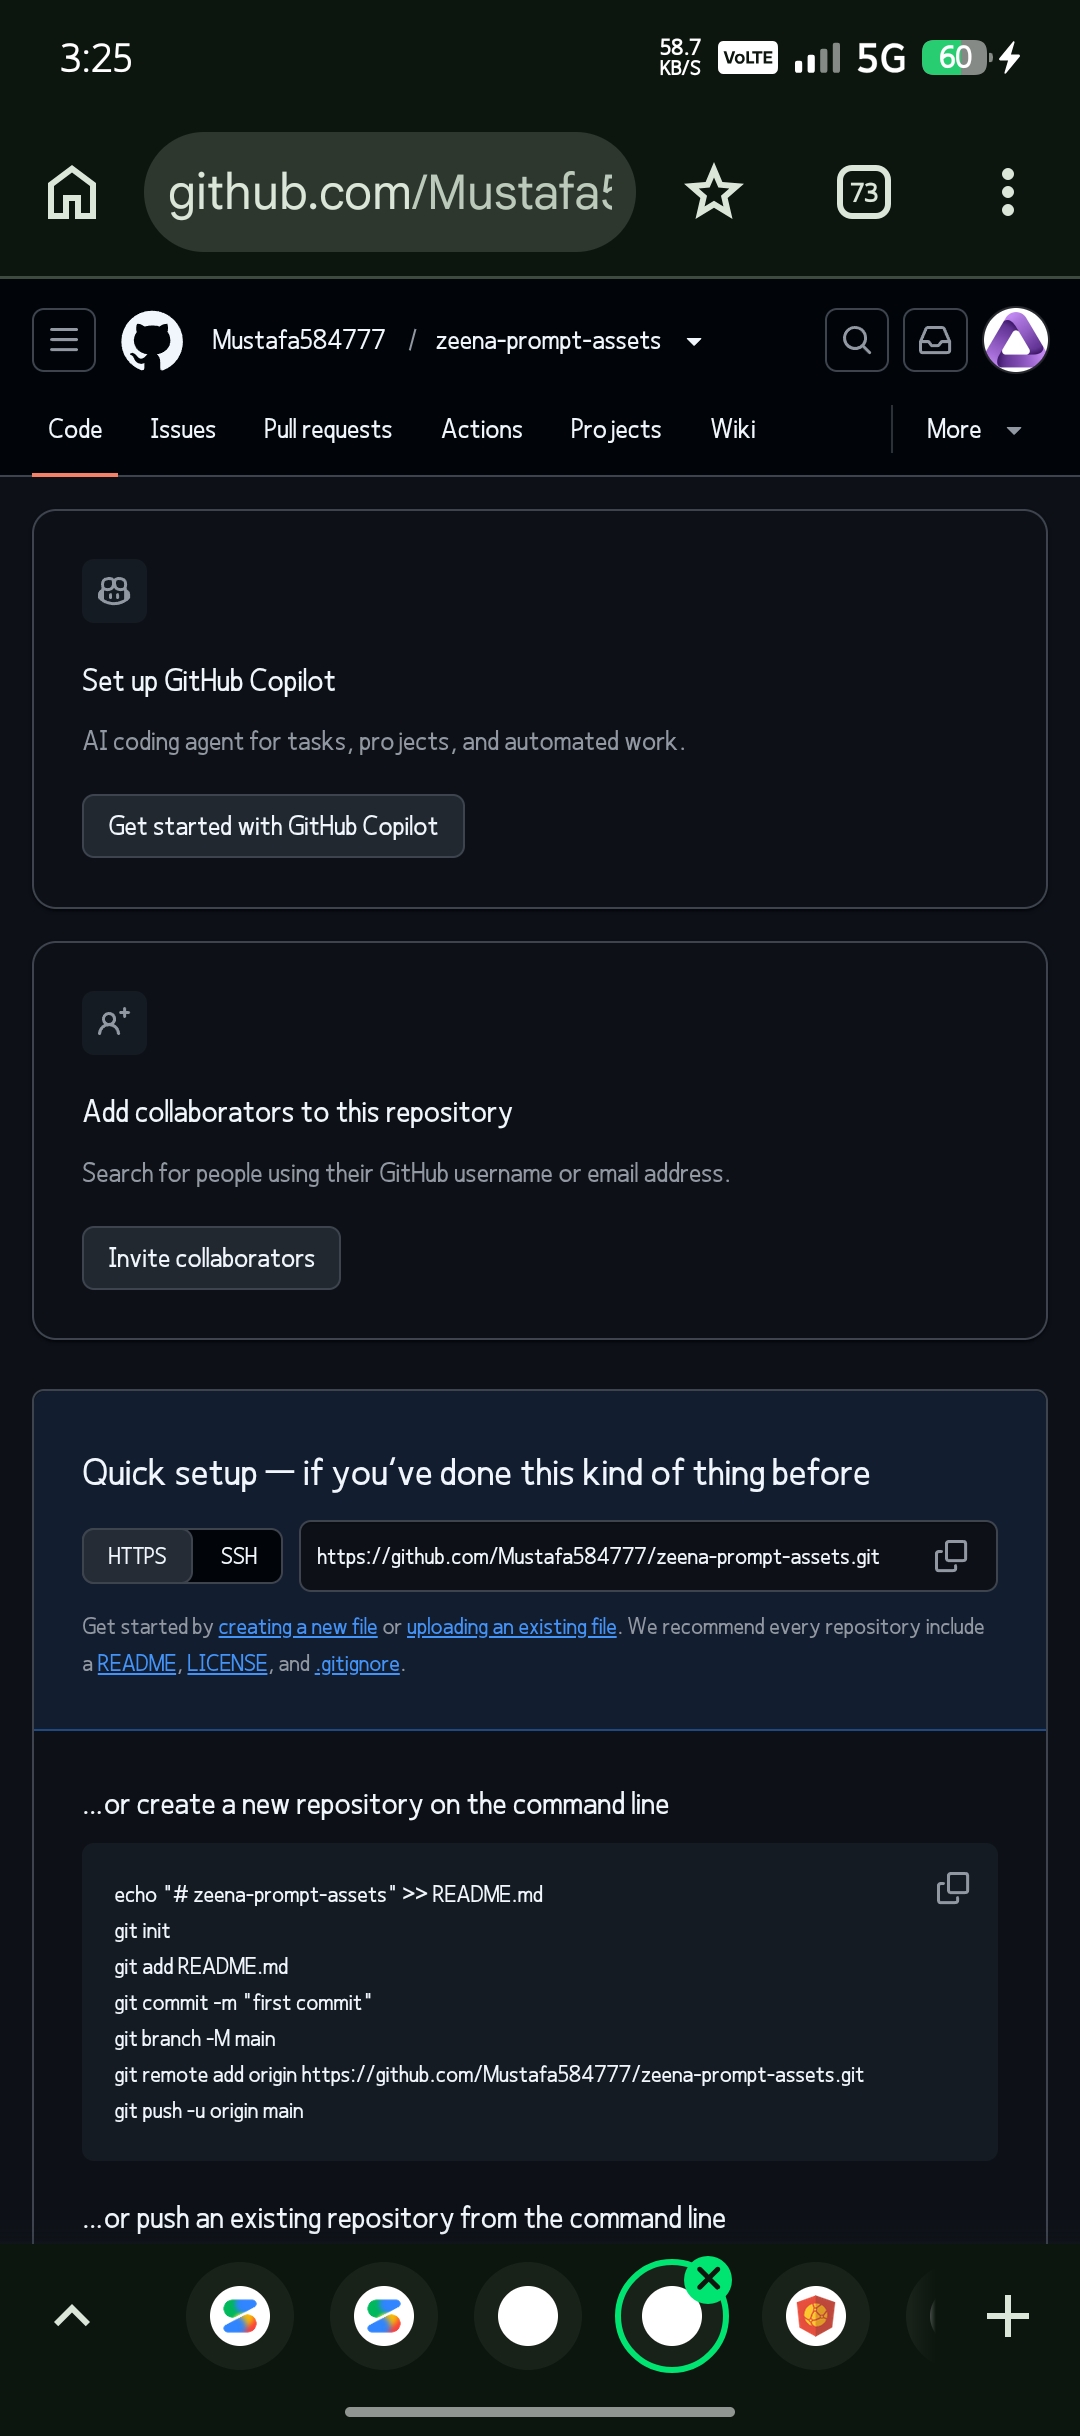 3:25
58.7
KB/S
VoLTE
5G
60
github.com/Mustafa5
73
Mustafa584777 / zeena-prompt-assets
Code Issues Pull requests Actions Projects Wiki More
Set up GitHub Copilot
AI coding agent for tasks, projects, and automated work.
Get started with GitHub Copilot
Add collaborators to this repository
Search for people using their GitHub username or email address.
Invite collaborators
Quick setup — if you've done this kind of thing before
HTTPS SSH https://github.com/Mustafa584777/zeena-prompt-assets.git
Get started by creating a new file or uploading an existing file. We recommend every repository include
a README, LICENSE, and .gitignore.
...or create a new repository on the command line
echo "# zeena-prompt-assets" >> README.md
git init
git add README.md
git commit -m "first commit"
git branch -M main
git remote add origin https://github.com/Mustafa584777/zeena-prompt-assets.git
git push -u origin main
...or push an existing repository from the command line